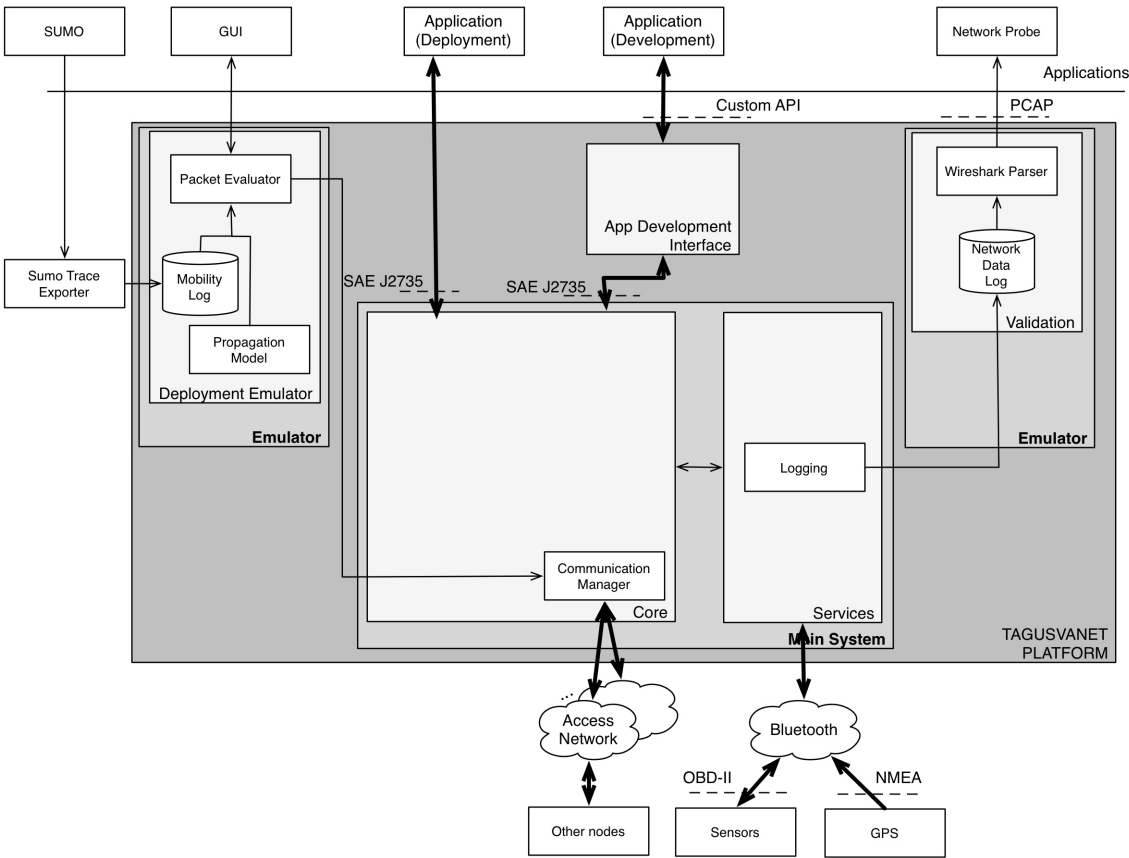 SUMO
GUI
Application
(Deployment)
Application
(Development)
Network Probe
Applications
Custom API
PCAP
Packet Evaluator
Wireshark Parser
App Development
Interface
Sumo Trace
Exporter
Mobility
Log
SAE J2735
SAE J2735
Network
Data
Log
Validation
Propagation
Model
Deployment Emulator
Emulator
Emulator
Logging
Communication
Manager
Core
Services
Main System
TAGUSVANET
PLATFORM
...
Access
Network
Bluetooth
OBD-II
NMEA
Other nodes
Sensors
GPS